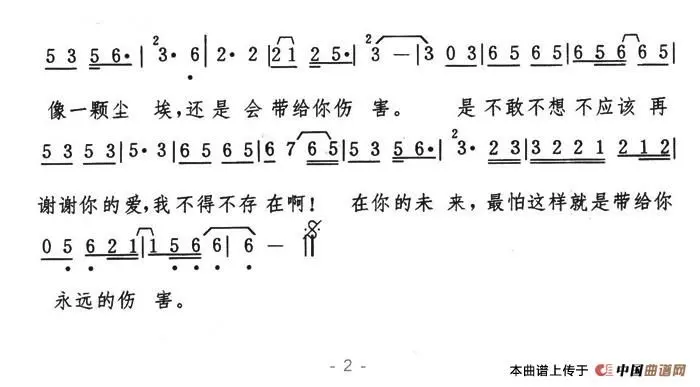 5 3 5 6· | ²3· 6 | 2· 2 | 2 1 2 5· | ²3 — | 3 0 3 | 6 5 6 5 | 6 5 6 6 5 |
像一颗尘 埃,还是会带给你伤 害。 是不敢不想不应该再
5 3 5 3 | 5· 3 | 6 5 6 5 | 6 7 6 5 | 5 3 5 6· | ²3· 2 3 | 3 2 2 1 2 1 2 |
谢谢你的爱,我不得不存在啊! 在你的未 来,最怕这样就是带给你
0 5 6 2 1 | 1 5 6 6 | 6 —
永远的伤 害。
- 2 -
本曲谱上传于 中国曲谱网